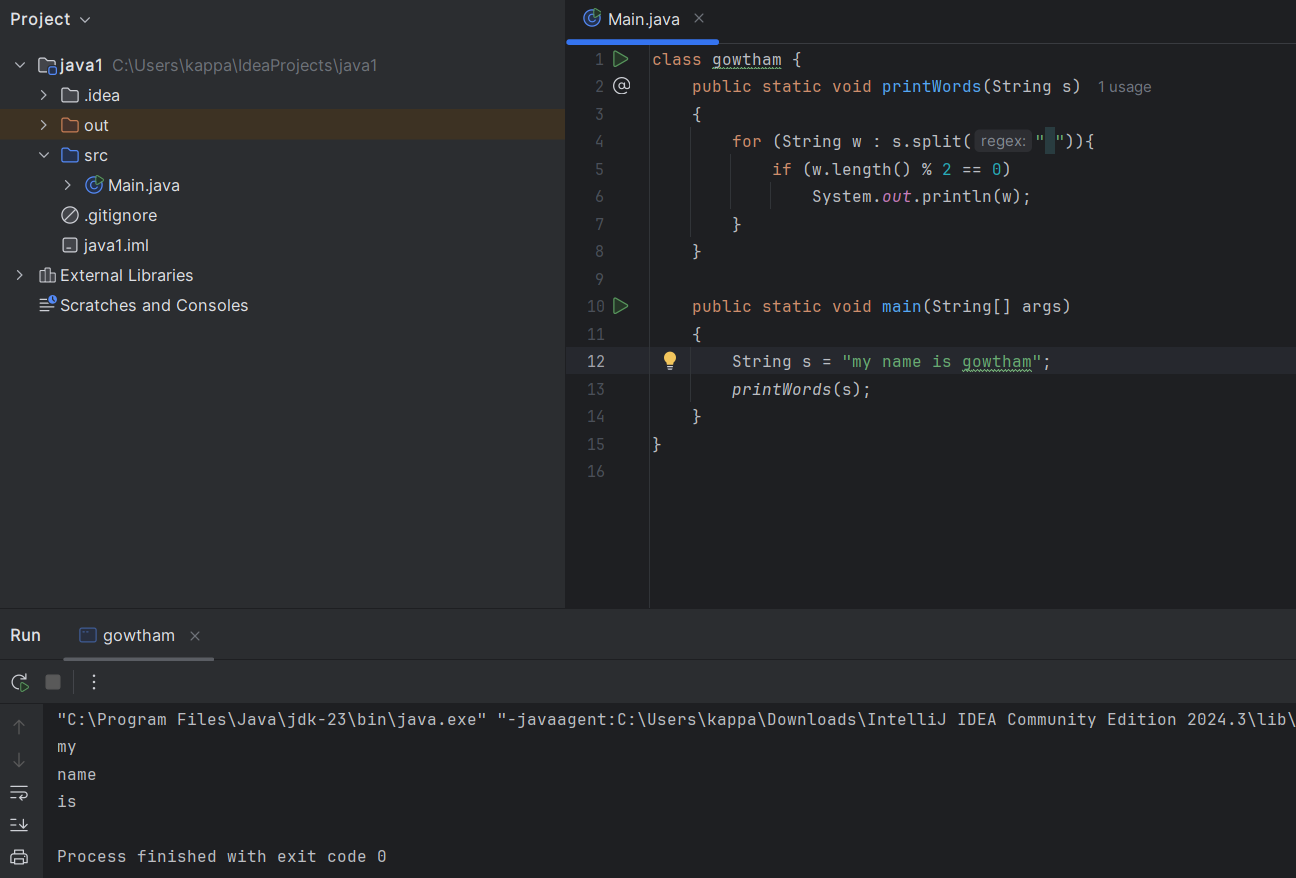 Project
java1 C:\Users\kappa\IdeaProjects\java1
.idea
out
src
Main.java
.gitignore
java1.iml
External Libraries
Scratches and Consoles
Main.java
1 class gowtham {
2 @ public static void printWords(String s) 1 usage
3 {
4 for (String w : s.split( regex: " ")){
5 if (w.length() % 2 == 0)
6 System.out.println(w);
7 }
8 }
9
10 public static void main(String[] args)
11 {
12 String s = "my name is gowtham";
13 printWords(s);
14 }
15 }
16
Run gowtham
"C:\Program Files\Java\jdk-23\bin\java.exe" "-javaagent:C:\Users\kappa\Downloads\IntelliJ IDEA Community Edition 2024.3\lib\
my
name
is
Process finished with exit code 0